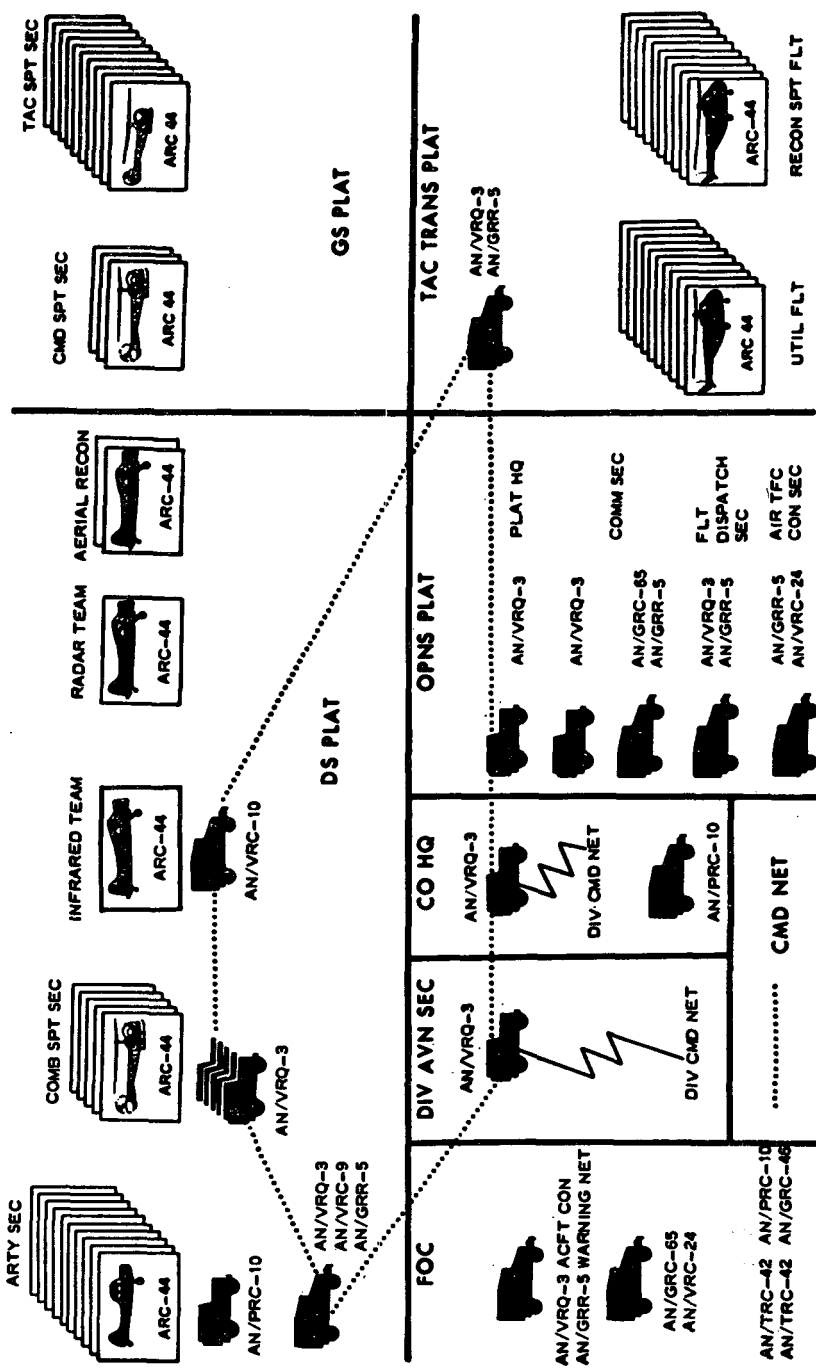 ARTY SEC
ARC-44
AN/PRC-10
AN/VRQ-3
AN/VRC-9
AN/GRR-5
COMB SPT SEC
ARC-44
AN/VRQ-3
INFRARED TEAM
ARC-44
AN/VRC-10
RADAR TEAM
ARC-44
AERIAL RECON
ARC-44
DS PLAT
CMD SPT SEC
ARC 44
TAC SPT SEC
ARC 44
GS PLAT
FOC
AN/VRQ-3 ACFT CON
AN/GRR-5 WARNING NET
AN/GRC-65
AN/VRC-24
AN/TRC-42 AN/PRC-10
AN/TRC-42 AN/GRC-46
DIV AVN SEC
AN/VRQ-3
DIV CMD NET
CO HQ
AN/VRQ-3
DIV CMD NET
AN/PRC-10
CMD NET
OPNS PLAT
AN/VRQ-3 PLAT HQ
AN/VRQ-3
COMM SEC
AN/GRC-65
AN/GRR-5
AN/VRQ-3
AN/GRR-5
FLT
DISPATCH
SEC
AN/GRR-5
AN/VRC-24
AIR TFC
CON SEC
TAC TRANS PLAT
AN/VRQ-3
AN/GRR-5
ARC 44
UTIL FLT
ARC-44
RECON SPT FLT